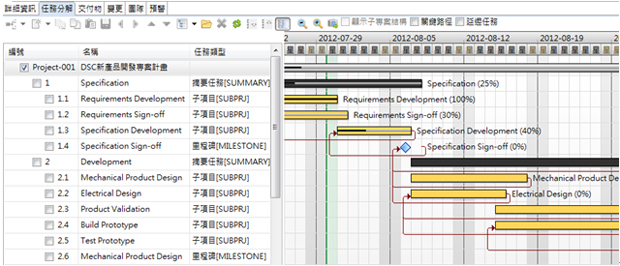 詳細資訊 任務分解 交付物 變更 團隊 預警
顯示子專案結構 關鍵路徑 延遲任務
2 2012-07-29 2012-08-05 2012-08-12 2012-08-19 2
編號 名稱 任務類型
Project-001 DSC新產品開發專案計畫
1 Specification 摘要任務[SUMMARY] Specification (25%)
1.1 Requirements Development 子項目[SUBPRJ] Requirements Development (100%)
1.2 Requirements Sign-off 子項目[SUBPRJ] Requirements Sign-off (30%)
1.3 Specification Development 子項目[SUBPRJ] Specification Development (40%)
1.4 Specification Sign-off 里程碑[MILESTONE] Specification Sign-off (0%)
2 Development 摘要任務[SUMMARY]
2.1 Mechanical Product Design 子項目[SUBPRJ] Mechanical Product De
2.2 Electrical Design 子項目[SUBPRJ] Electrical Design (0%)
2.3 Product Validation 子項目[SUBPRJ]
2.4 Build Prototype 子項目[SUBPRJ]
2.5 Test Prototype 子項目[SUBPRJ]
2.6 Mechanical Product Design 里程碑[MILESTONE]